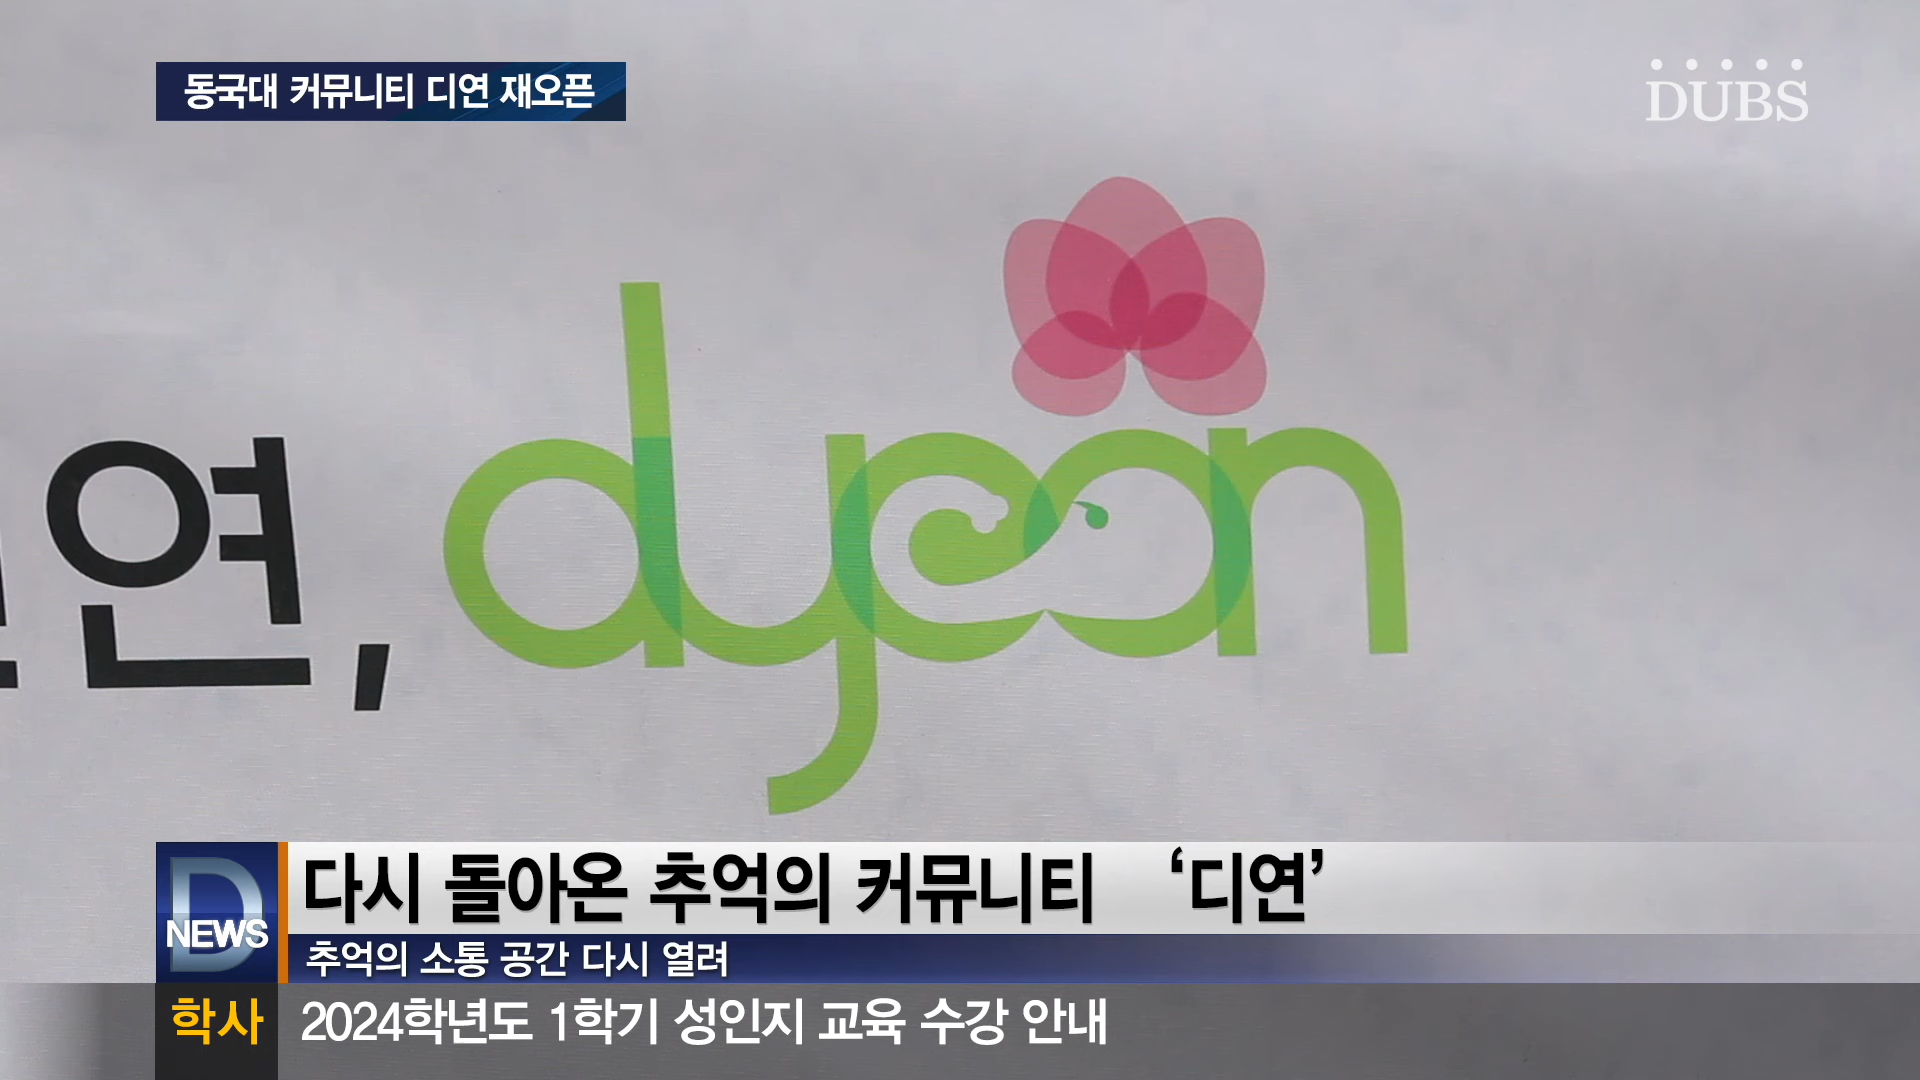 동국대 커뮤니티 디연 재오픈
DUBS
연, dyeon
다시 돌아온 추억의 커뮤니티 ‘디연’
D NEWS
추억의 소통 공간 다시 열려
학사 2024학년도 1학기 성인지 교육 수강 안내